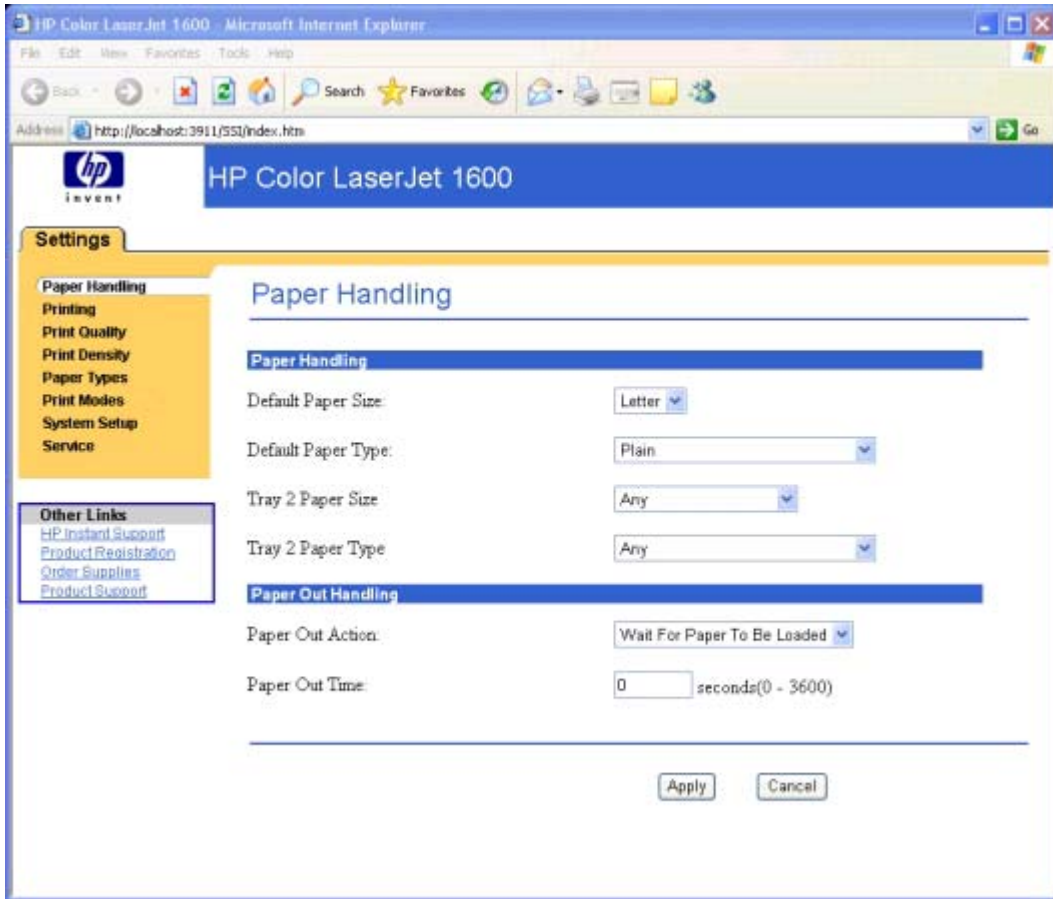 HP Color LaserJet 1600 - Microsoft Internet Explorer
File Edit View Favorites Tools Help
Back Search Favorites
Address http://localhost:3911/SSI/index.htm Go
hp
invent
HP Color LaserJet 1600
Settings
Paper Handling
Printing
Print Quality
Print Density
Paper Types
Print Modes
System Setup
Service
Other Links
HP Instant Support
Product Registration
Order Supplies
Product Support
Paper Handling
Paper Handling
Default Paper Size: Letter
Default Paper Type: Plain
Tray 2 Paper Size Any
Tray 2 Paper Type Any
Paper Out Handling
Paper Out Action: Wait For Paper To Be Loaded
Paper Out Time: 0 seconds(0 - 3600)
Apply Cancel